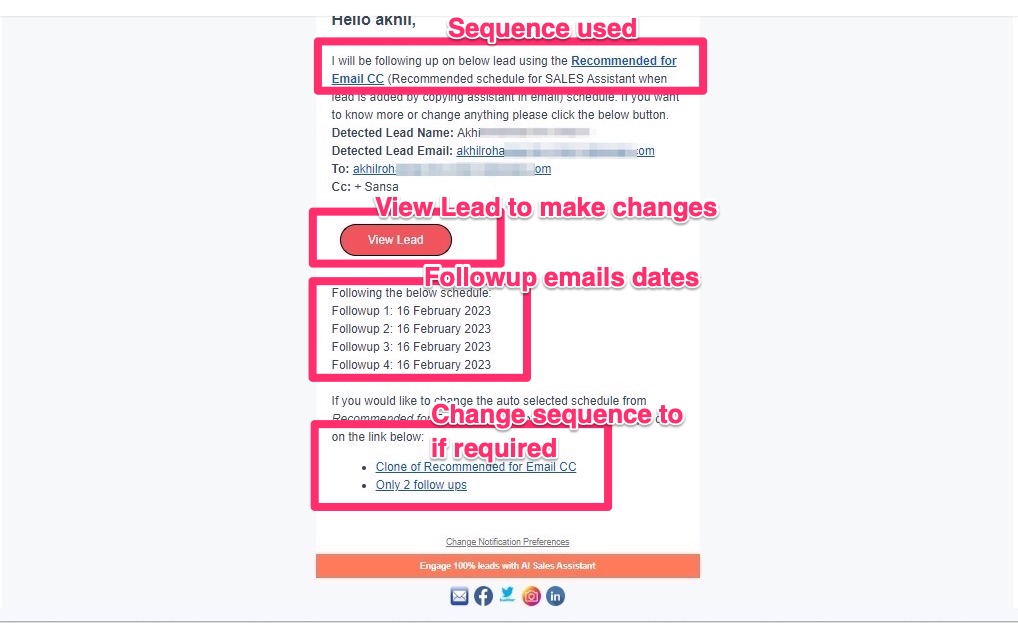 Hello akhil,
Sequence used
I will be following up on below lead using the Recommended for
Email CC (Recommended schedule for SALES Assistant when
lead is added by copying assistant in email) schedule. If you want
to know more or change anything please click the below button.
Detected Lead Name: Akhi
Detected Lead Email: akhilroha om
To: akhilroh om
Cc: + Sansa
View Lead to make changes
View Lead
Followup emails dates
Following the below schedule:
Followup 1: 16 February 2023
Followup 2: 16 February 2023
Followup 3: 16 February 2023
Followup 4: 16 February 2023
If you would like to change the auto selected schedule from
Recommended for
Change sequence to
on the link below:
if required
Clone of Recommended for Email CC
Only 2 follow ups
Change Notification Preferences
Engage 100% leads with AI Sales Assistant